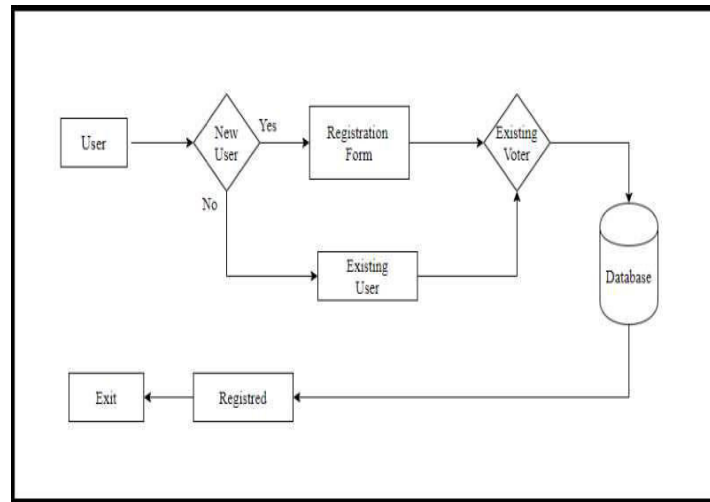 User
New
User
Yes
No
Registration
Form
Existing
Voter
Existing
User
Database
Registred
Exit